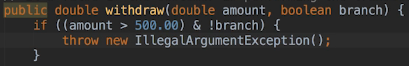 public double withdraw(double amount, boolean branch) {
if ((amount > 500.00) & !branch) {
throw new IllegalArgumentException();
}